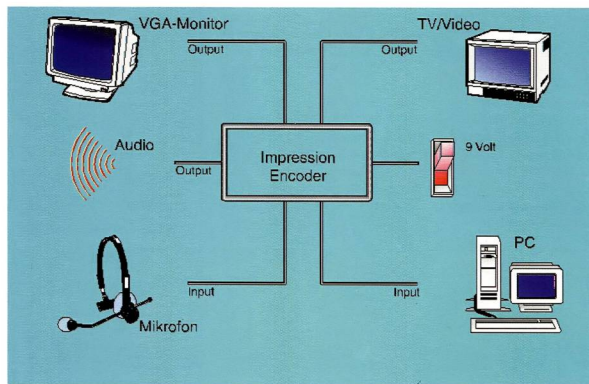 VGA-Monitor
TV/Video
Output
Output
Audio
Output
Impression
Encoder
9 Volt
PC
Input
Input
Mikrofon